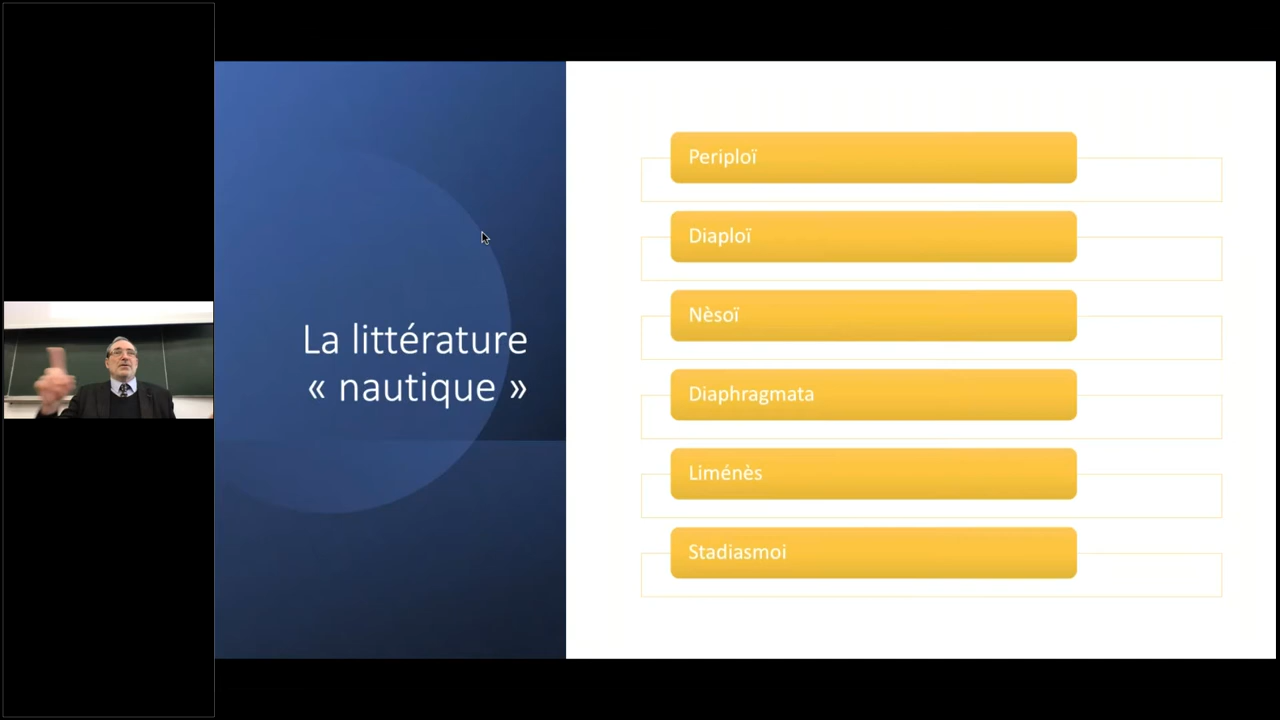 La littérature
« nautique »
Periploï
Diaploï
Nèsoï
Diaphragmata
Liménès
Stadiasmoi